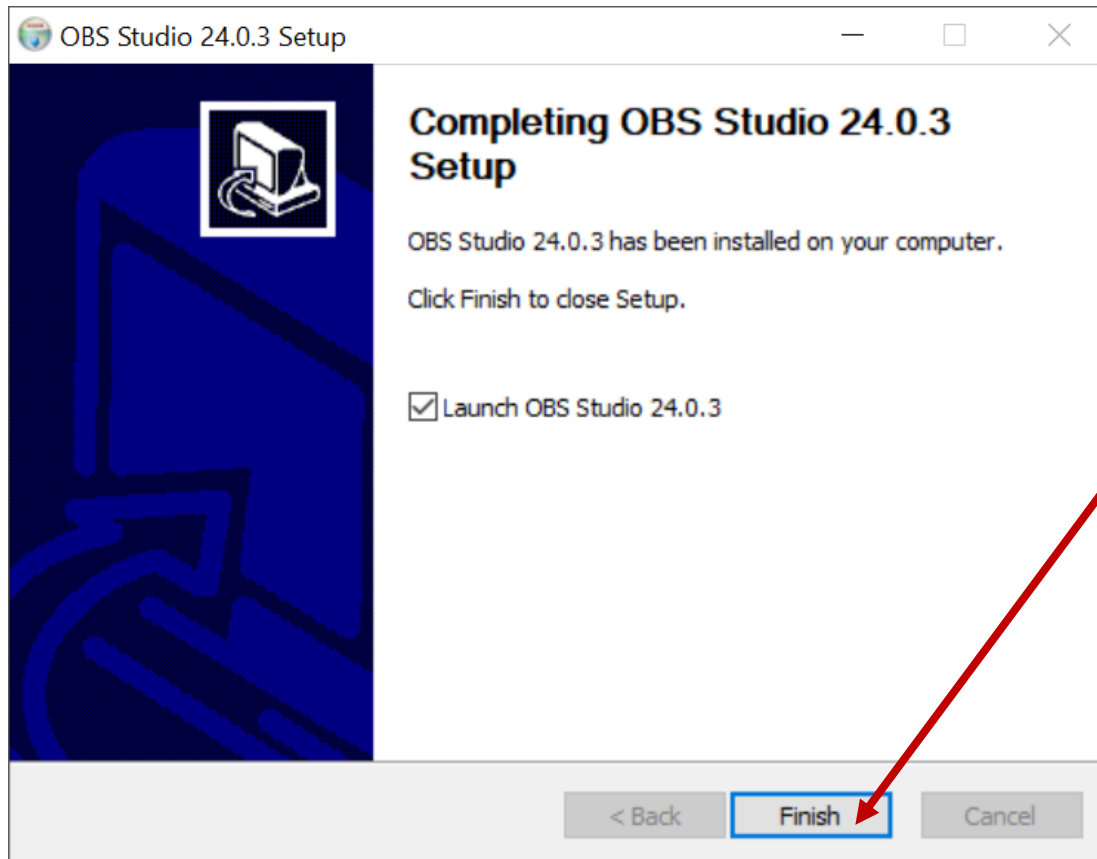 OBS Studio 24.0.3 Setup
Completing OBS Studio 24.0.3
Setup
OBS Studio 24.0.3 has been installed on your computer.
Click Finish to close Setup.
Launch OBS Studio 24.0.3
< Back
Finish
Cancel